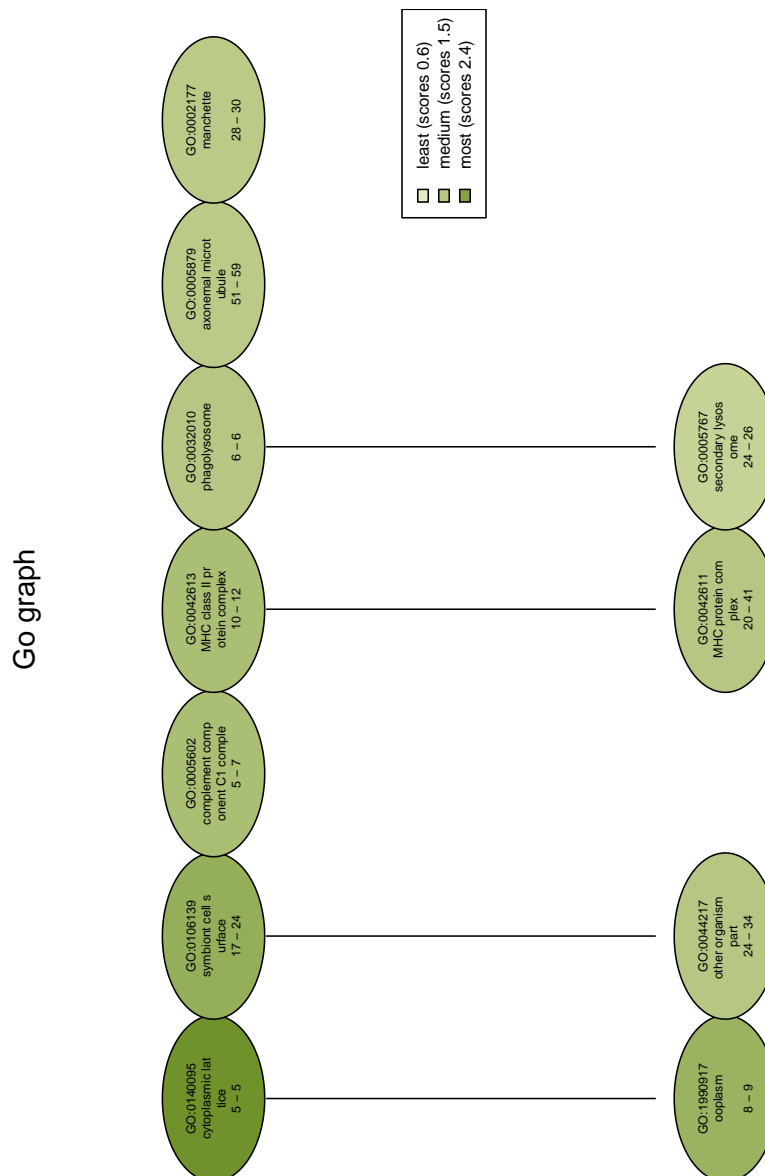 Go graph
GO:0002177
manchette
28 – 30
GO:0005879
axonemal microt
ubule
51 – 59
GO:0032010
phagolysosome
6 – 6
GO:0042613
MHC class II pr
otein complex
10 – 12
GO:0005602
complement comp
onent C1 comple
5 – 7
GO:0106139
symbiont cell s
urface
17 – 24
GO:0140095
cytoplasmic lat
tice
5 – 5
least (scores 0.6)
medium (scores 1.5)
most (scores 2.4)
GO:0005767
secondary lysos
ome
24 – 26
GO:0042611
MHC protein com
plex
20 – 41
GO:0044217
other organism
part
24 – 34
GO:1990917
ooplasm
8 – 9